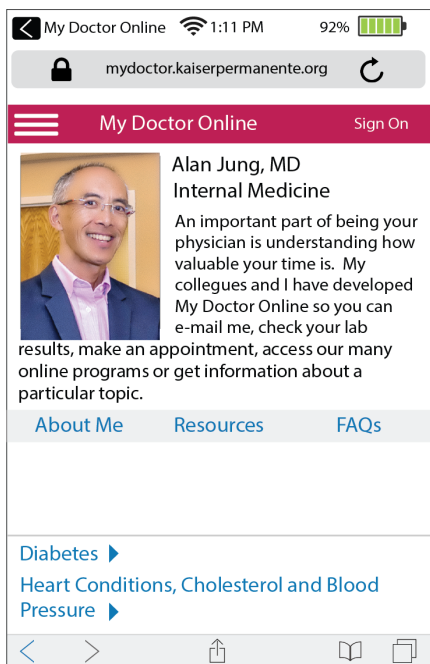 My Doctor Online 1:11 PM 92%
mydoctor.kaiserpermanente.org
My Doctor Online Sign On
Alan Jung, MD
Internal Medicine
An important part of being your
physician is understanding how
valuable your time is. My
collegues and I have developed
My Doctor Online so you can
e-mail me, check your lab
results, make an appointment, access our many
online programs or get information about a
particular topic.
About Me Resources FAQs
Diabetes
Heart Conditions, Cholesterol and Blood
Pressure